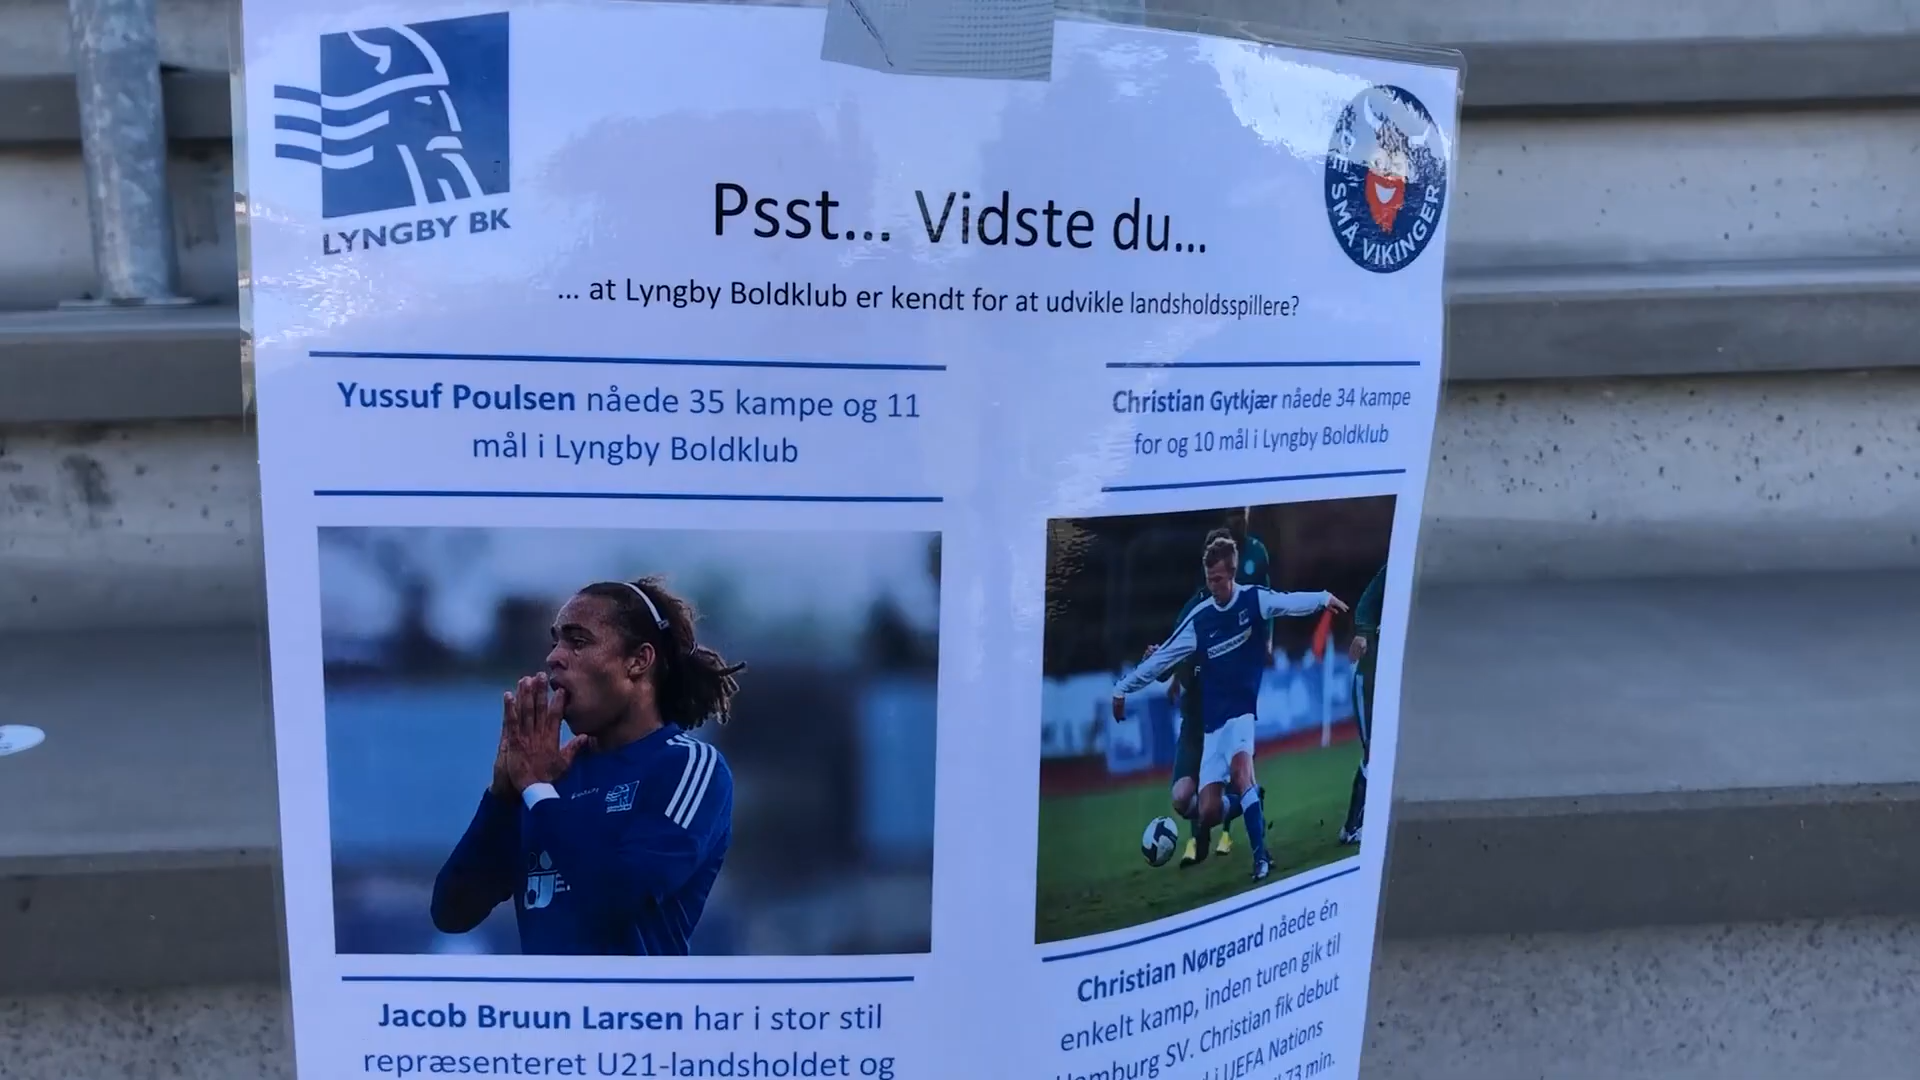 LYNGBY BK
DE SMÅ VIKINGER
Psst... Vidste du...
... at Lyngby Boldklub er kendt for at udvikle landsholdsspillere?
Yussuf Poulsen nåede 35 kampe og 11
mål i Lyngby Boldklub
Christian Gytkjær nåede 34 kampe
for og 10 mål i Lyngby Boldklub
Jacob Bruun Larsen har i stor stil
repræsenteret U21-landsholdet og
Christian Nørgaard nåede én
enkelt kamp, inden turen gik til
Hamburg SV. Christian fik debut
i UEFA Nations
73 min.